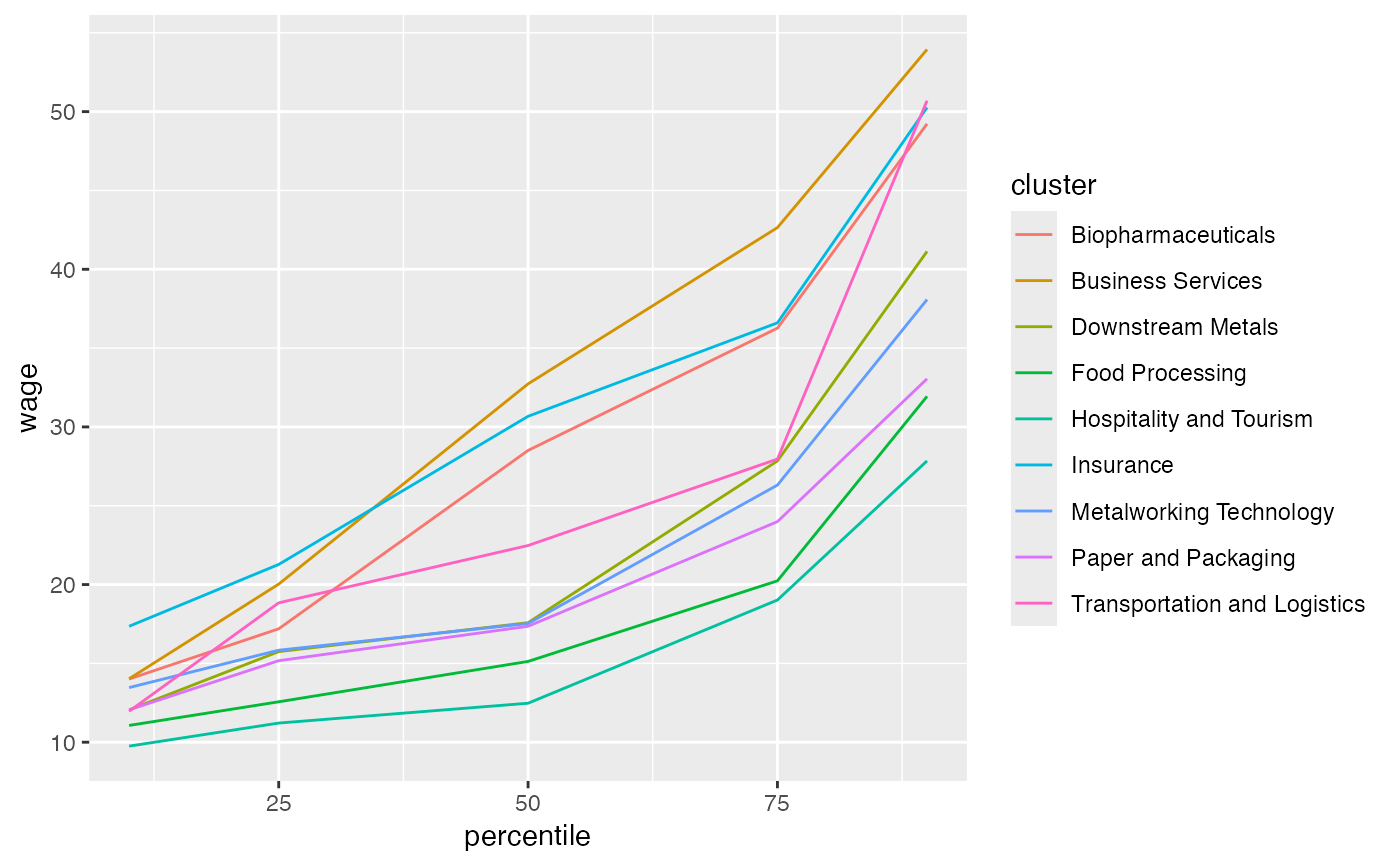 50
40
30
20
10
wage
25
50
75
percentile
cluster
Biopharmaceuticals
Business Services
Downstream Metals
Food Processing
Hospitality and Tourism
Insurance
Metalworking Technology
Paper and Packaging
Transportation and Logistics